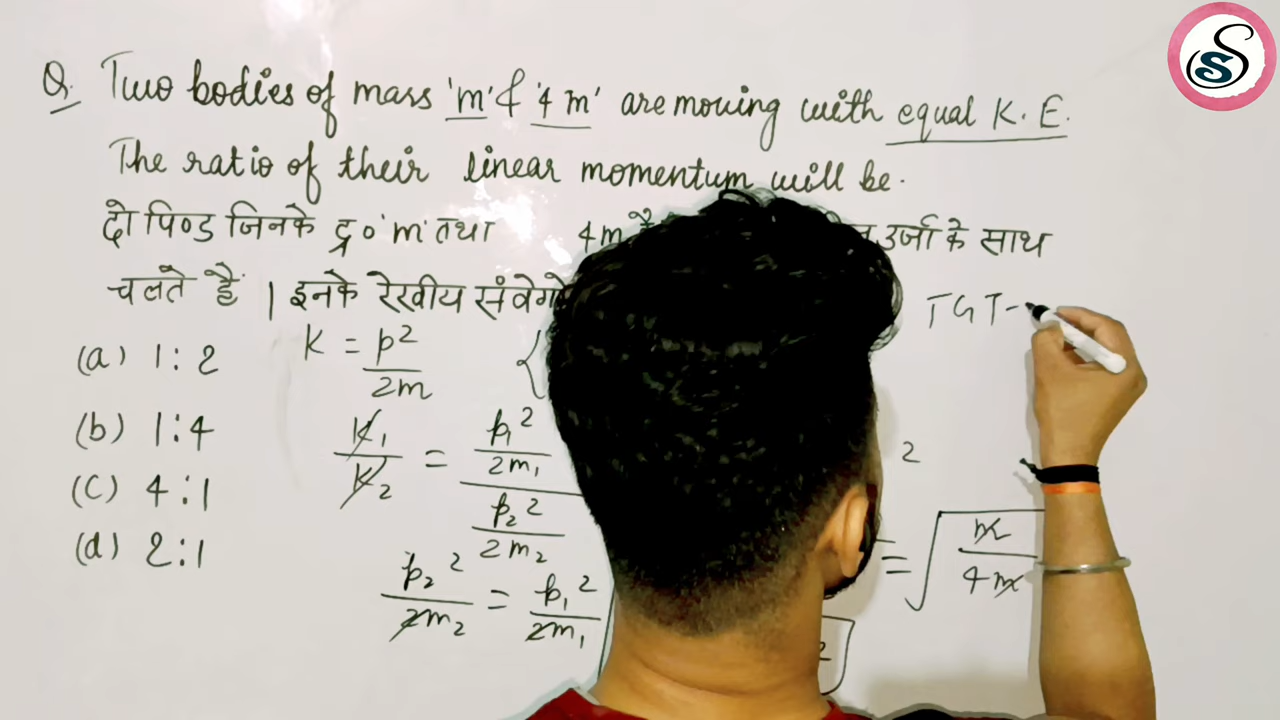 Q. Two bodies of mass 'm' & '4m' are moving with equal K.E.
The ratio of their linear momentum will be.
दो पिण्ड जिनके द्र० 'm' तथा 4m उर्जा के साथ
चलते है | इनके रेखीय
TGT-
(a) 1:2
(b) 1:4
(c) 4:1
(d) 2:1
K = p²/2m {
K₁/K₂ = (p₁²/2m₁)/(p₂²/2m₂)
p₂²/2m₂ = p₁²/2m₁
2
= √(m/4m)
SS